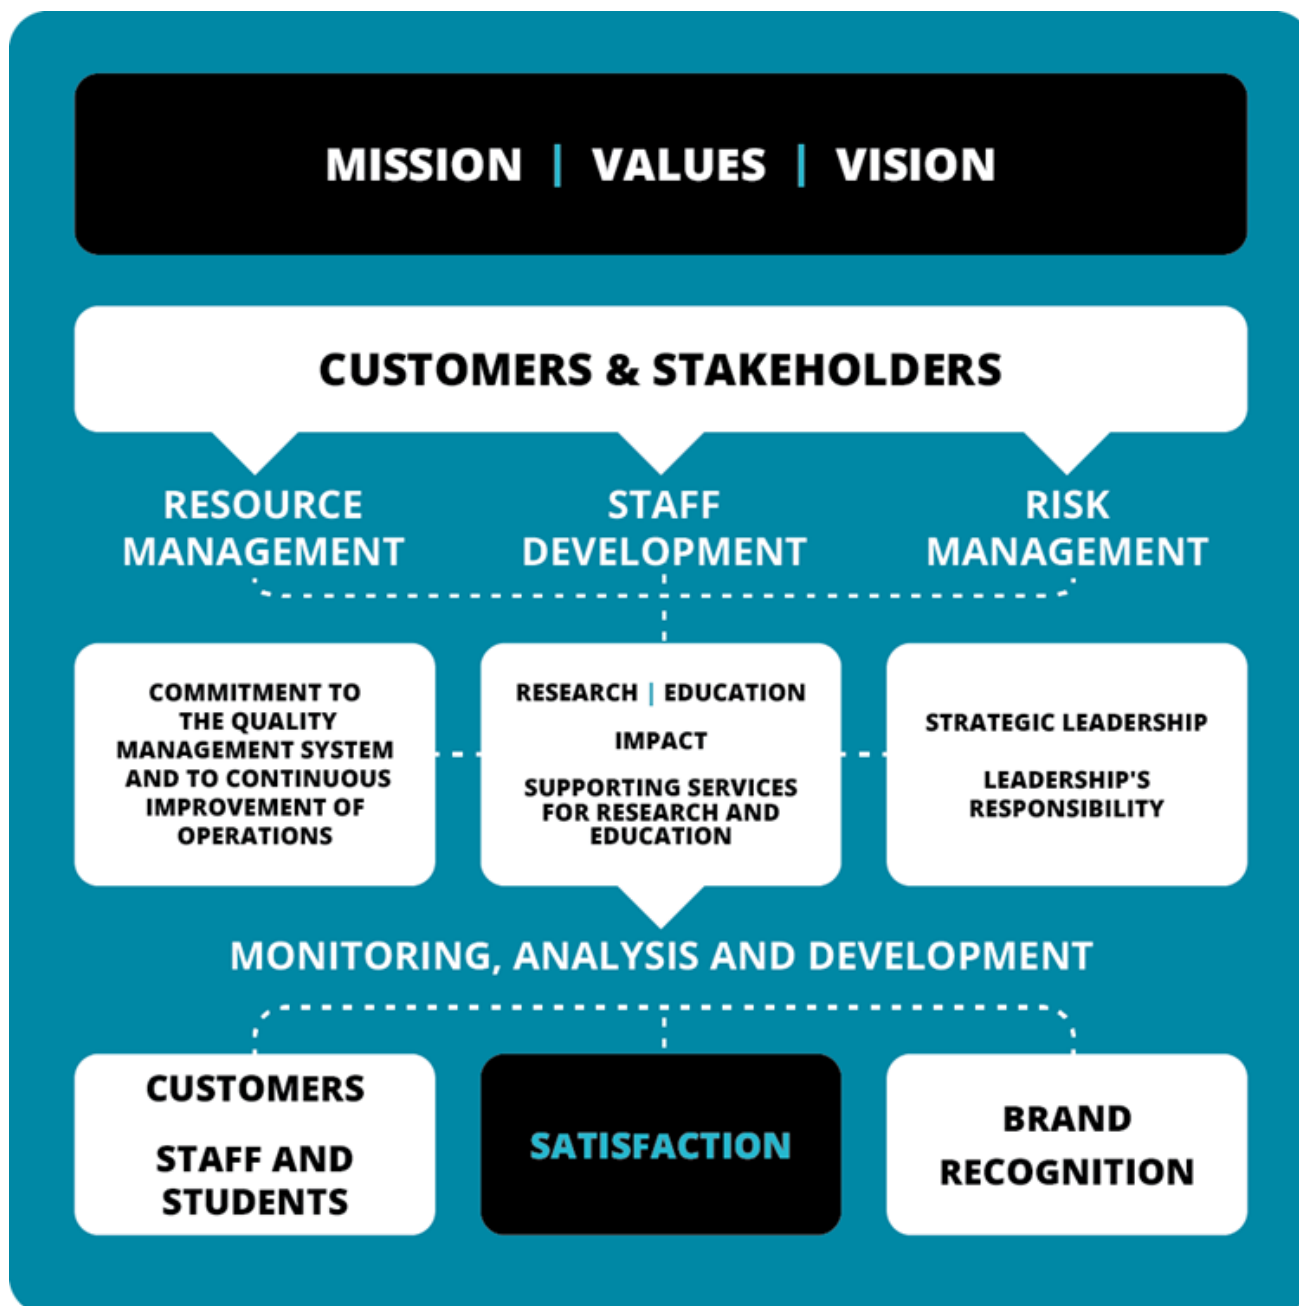 MISSION | VALUES | VISION
CUSTOMERS & STAKEHOLDERS
RESOURCE
MANAGEMENT
STAFF
DEVELOPMENT
RISK
MANAGEMENT
COMMITMENT TO
THE QUALITY
MANAGEMENT SYSTEM
AND TO CONTINUOUS
IMPROVEMENT OF
OPERATIONS
RESEARCH | EDUCATION
IMPACT
SUPPORTING SERVICES
FOR RESEARCH AND
EDUCATION
STRATEGIC LEADERSHIP
LEADERSHIP'S
RESPONSIBILITY
MONITORING, ANALYSIS AND DEVELOPMENT
CUSTOMERS
STAFF AND
STUDENTS
SATISFACTION
BRAND
RECOGNITION